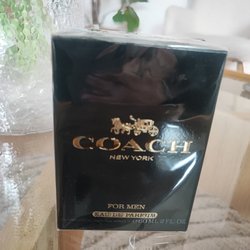 COACH
NEW YORK
FOR MEN
EAU DE PARFUM